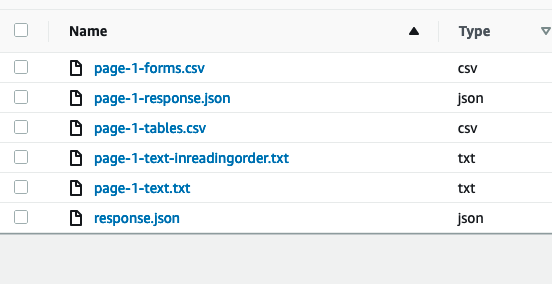 Name Type
page-1-forms.csv csv
page-1-response.json json
page-1-tables.csv csv
page-1-text-inreadingorder.txt txt
page-1-text.txt txt
response.json json